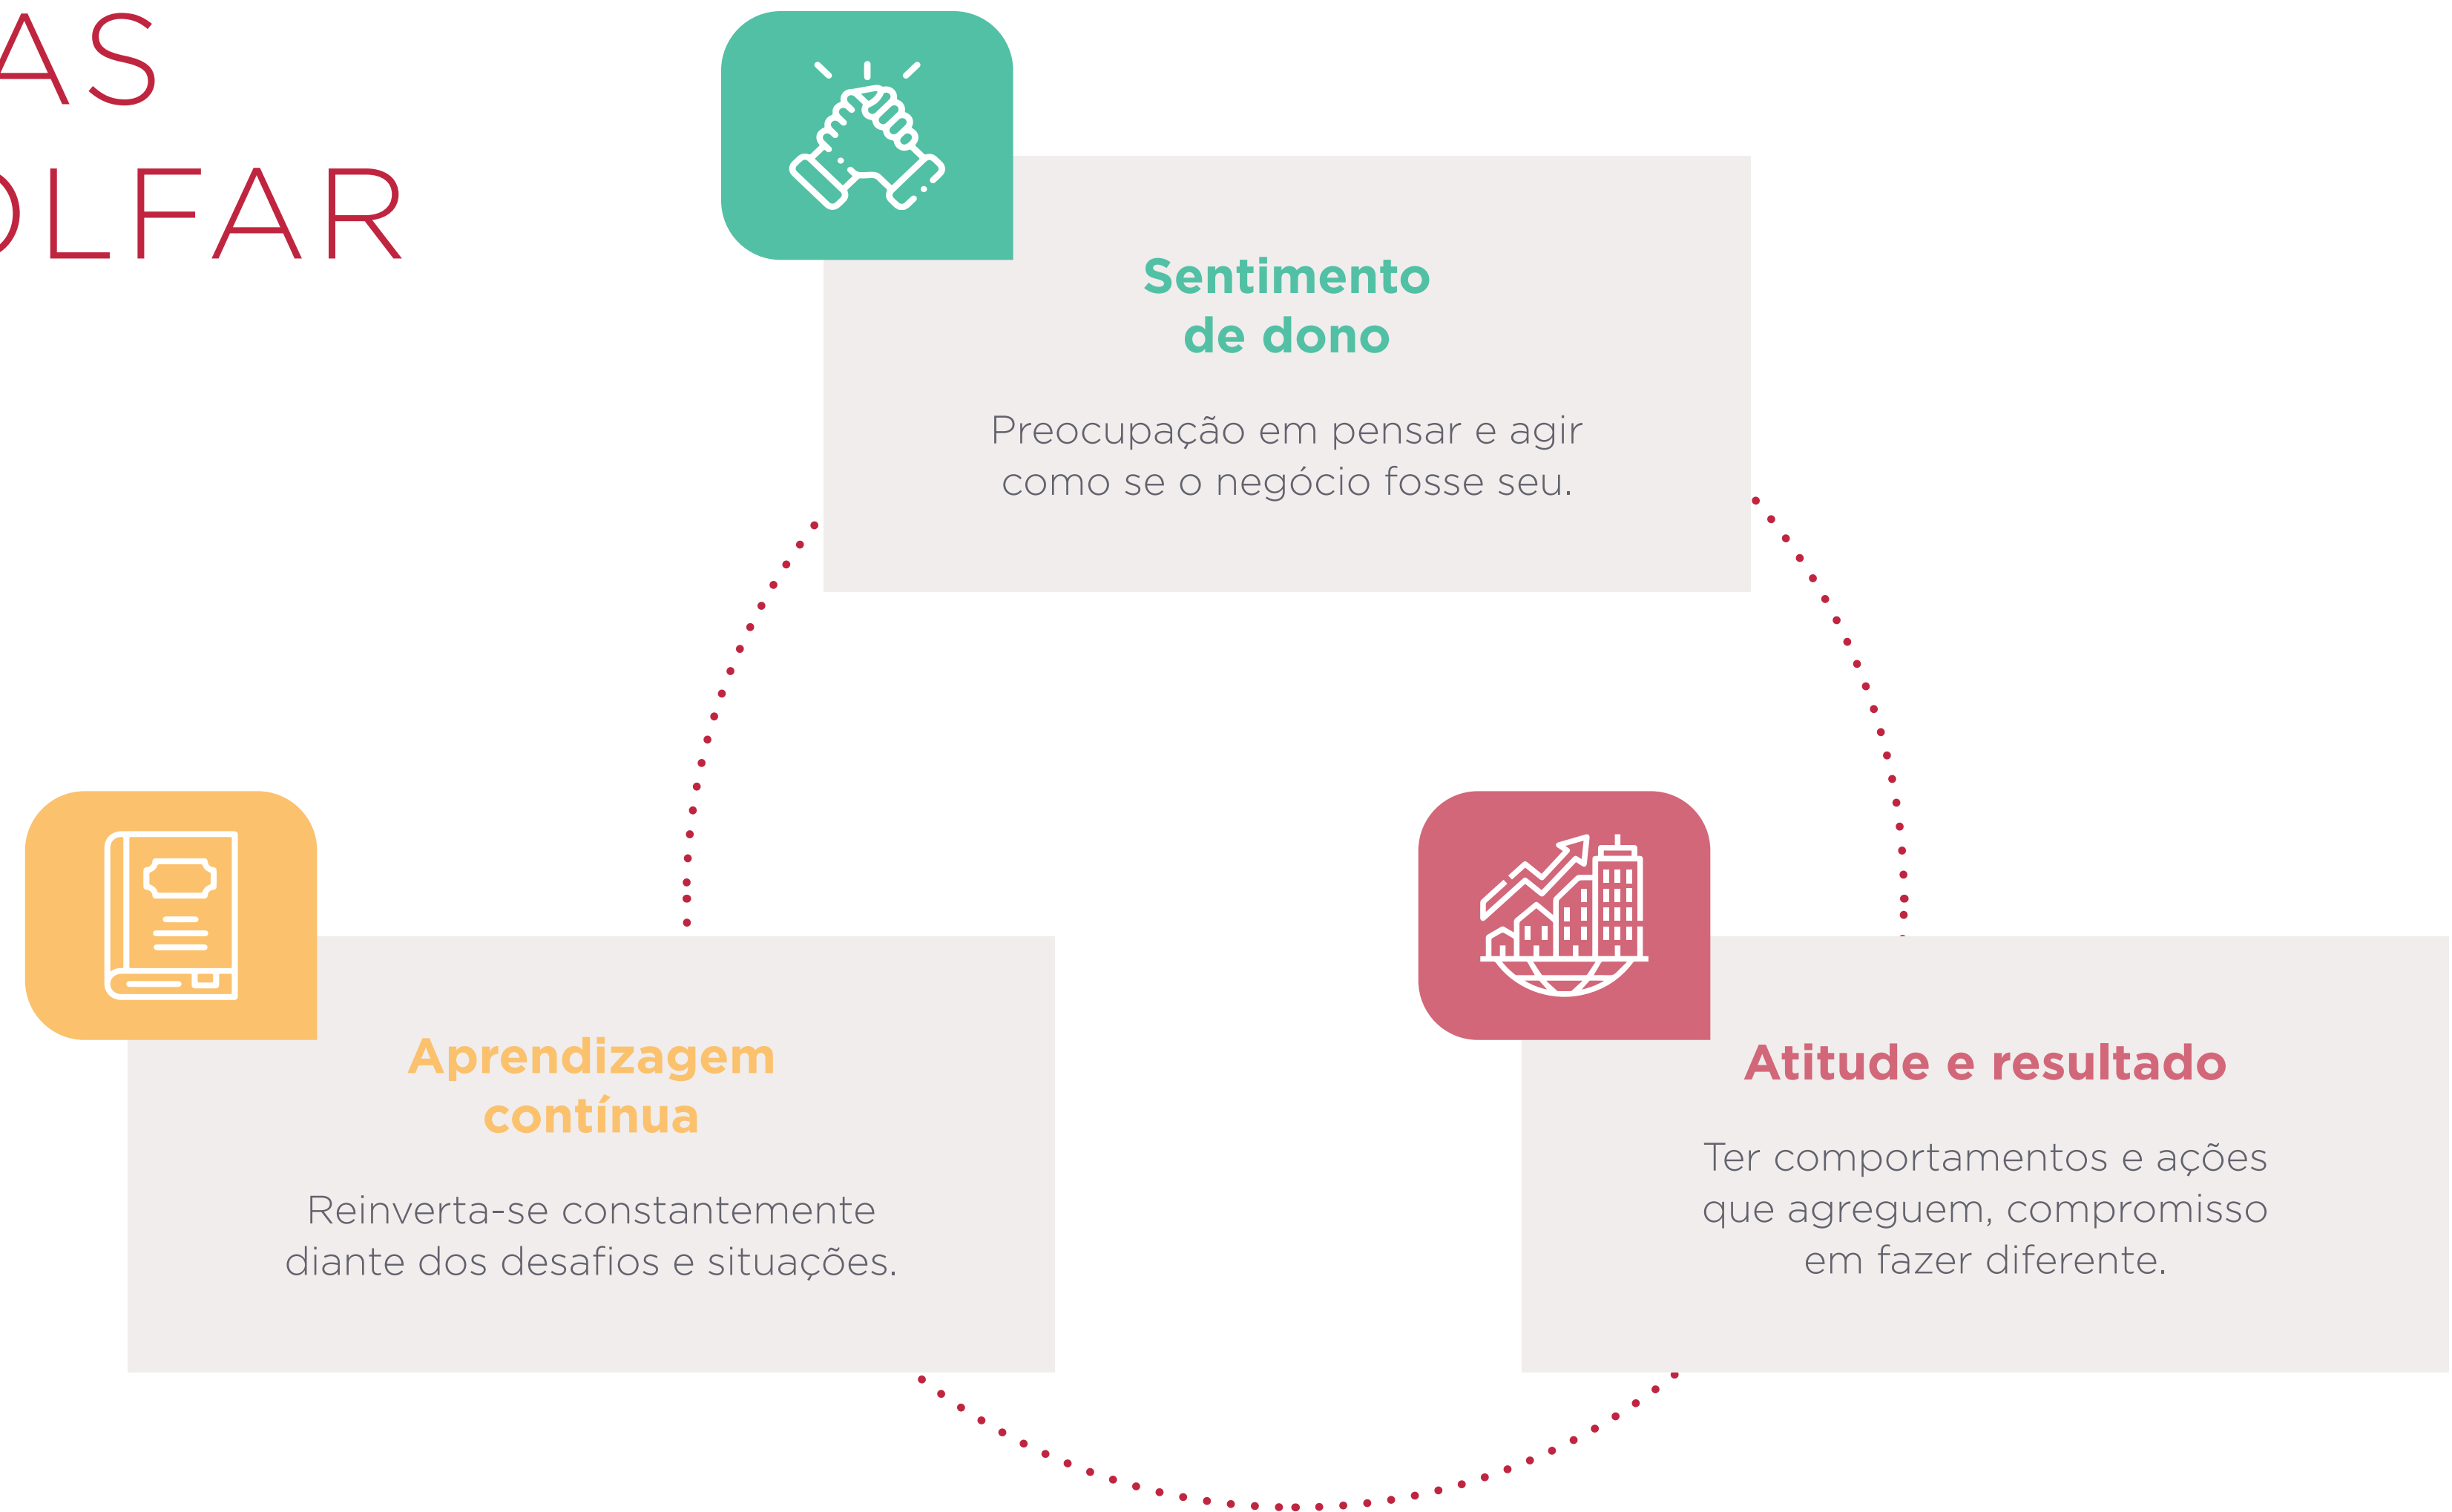 AS
OLFAR
Sentimento
de dono
Preocupação em pensar e agir
como se o negócio fosse seu.
Aprendizagem
contínua
Reinverta-se constantemente
diante dos desafios e situações.
Atitude e resultado
Ter comportamentos e ações
que agreguem, compromisso
em fazer diferente.